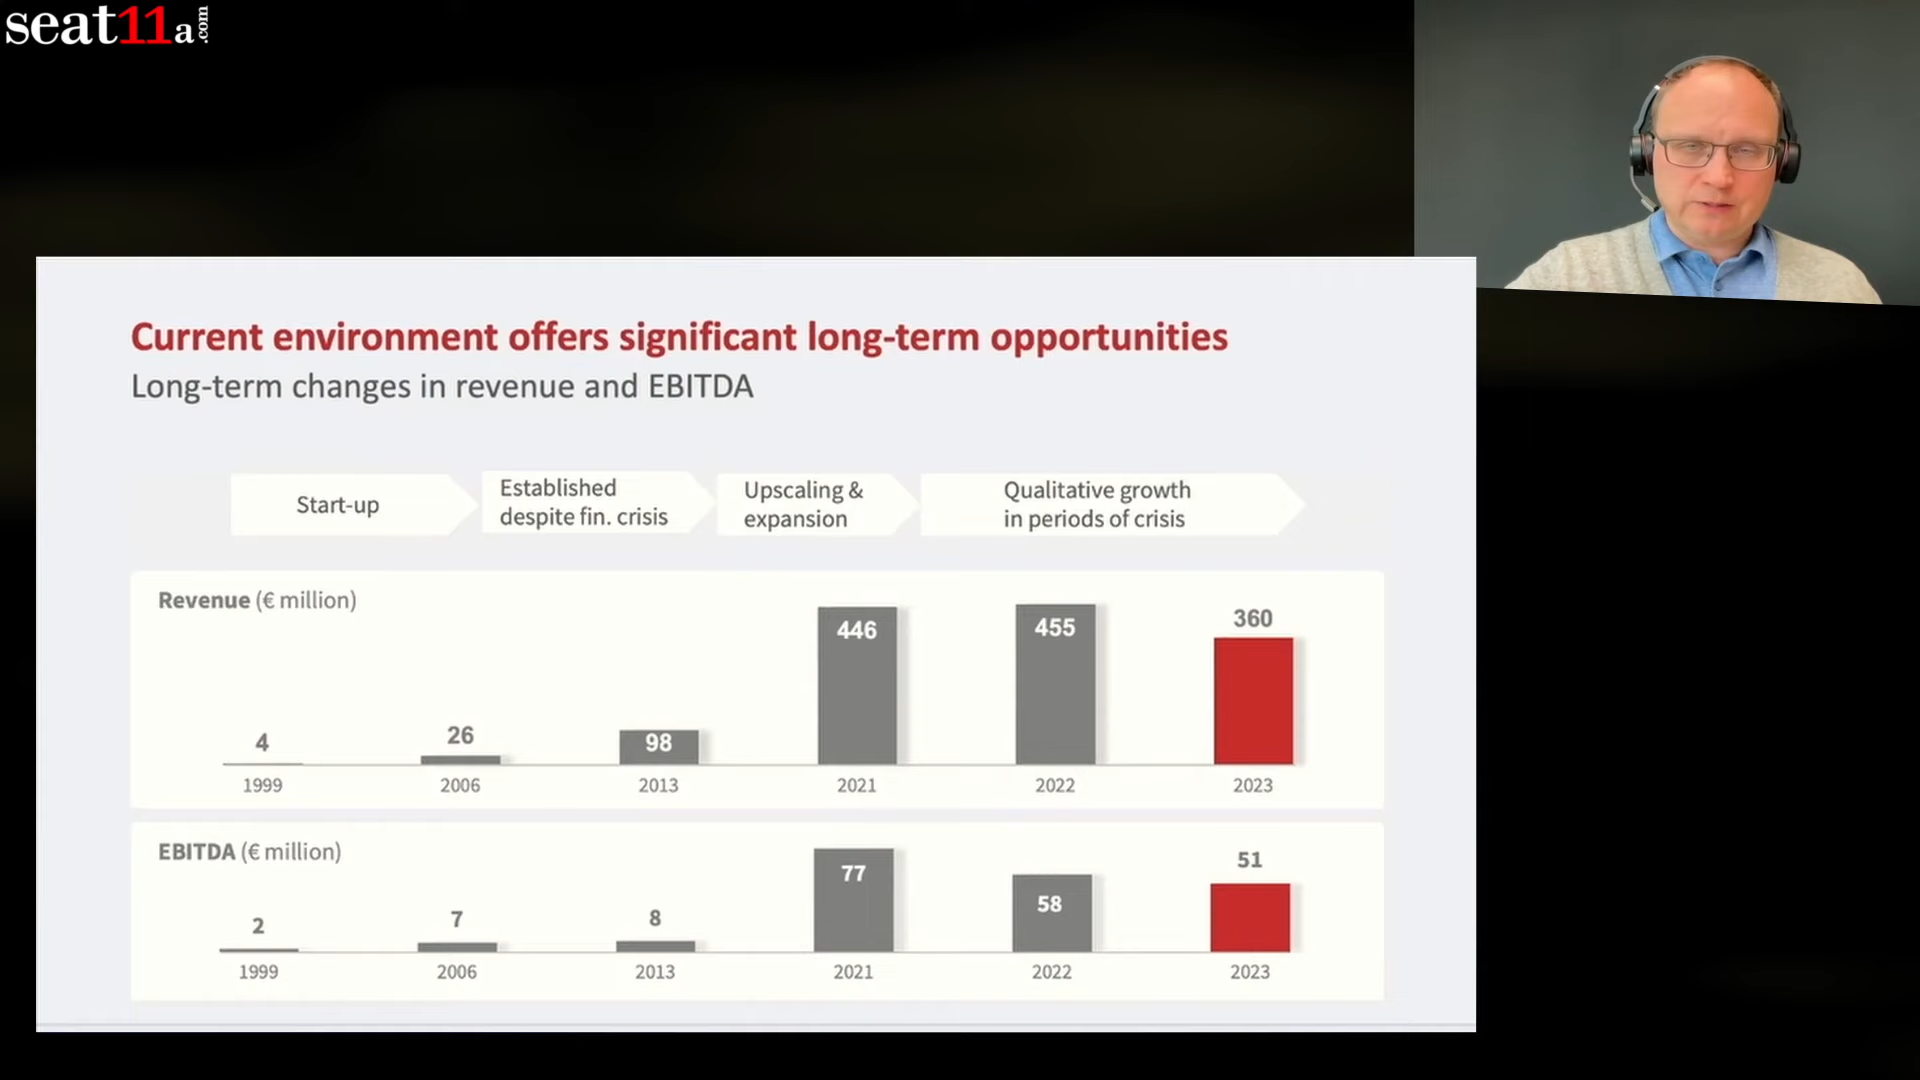 seat11a.com
Current environment offers significant long-term opportunities
Long-term changes in revenue and EBITDA
Start-up
Established
despite fin. crisis
Upscaling &
expansion
Qualitative growth
in periods of crisis
Revenue (€ million)
4
26
98
446
455
360
1999
2006
2013
2021
2022
2023
EBITDA (€ million)
2
7
8
77
58
51
1999
2006
2013
2021
2022
2023